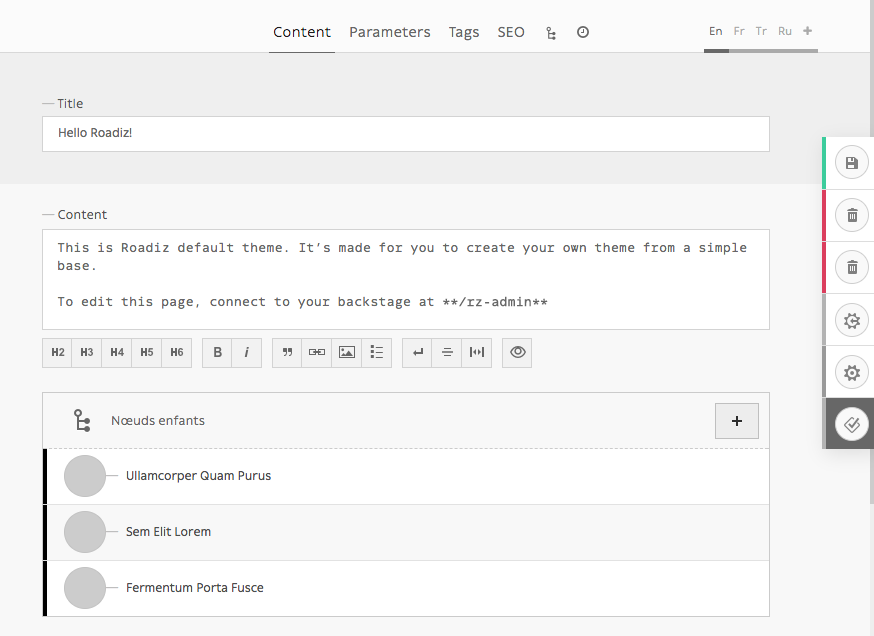 Content Parameters Tags SEO
En Fr Tr Ru +
Title
Hello Roadiz!
Content
This is Roadiz default theme. It’s made for you to create your own theme from a simple
base.
To edit this page, connect to your backstage at **/rz-admin**
H2 H3 H4 H5 H6 B i
Nœuds enfants
+
Ullamcorper Quam Purus
Sem Elit Lorem
Fermentum Porta Fusce